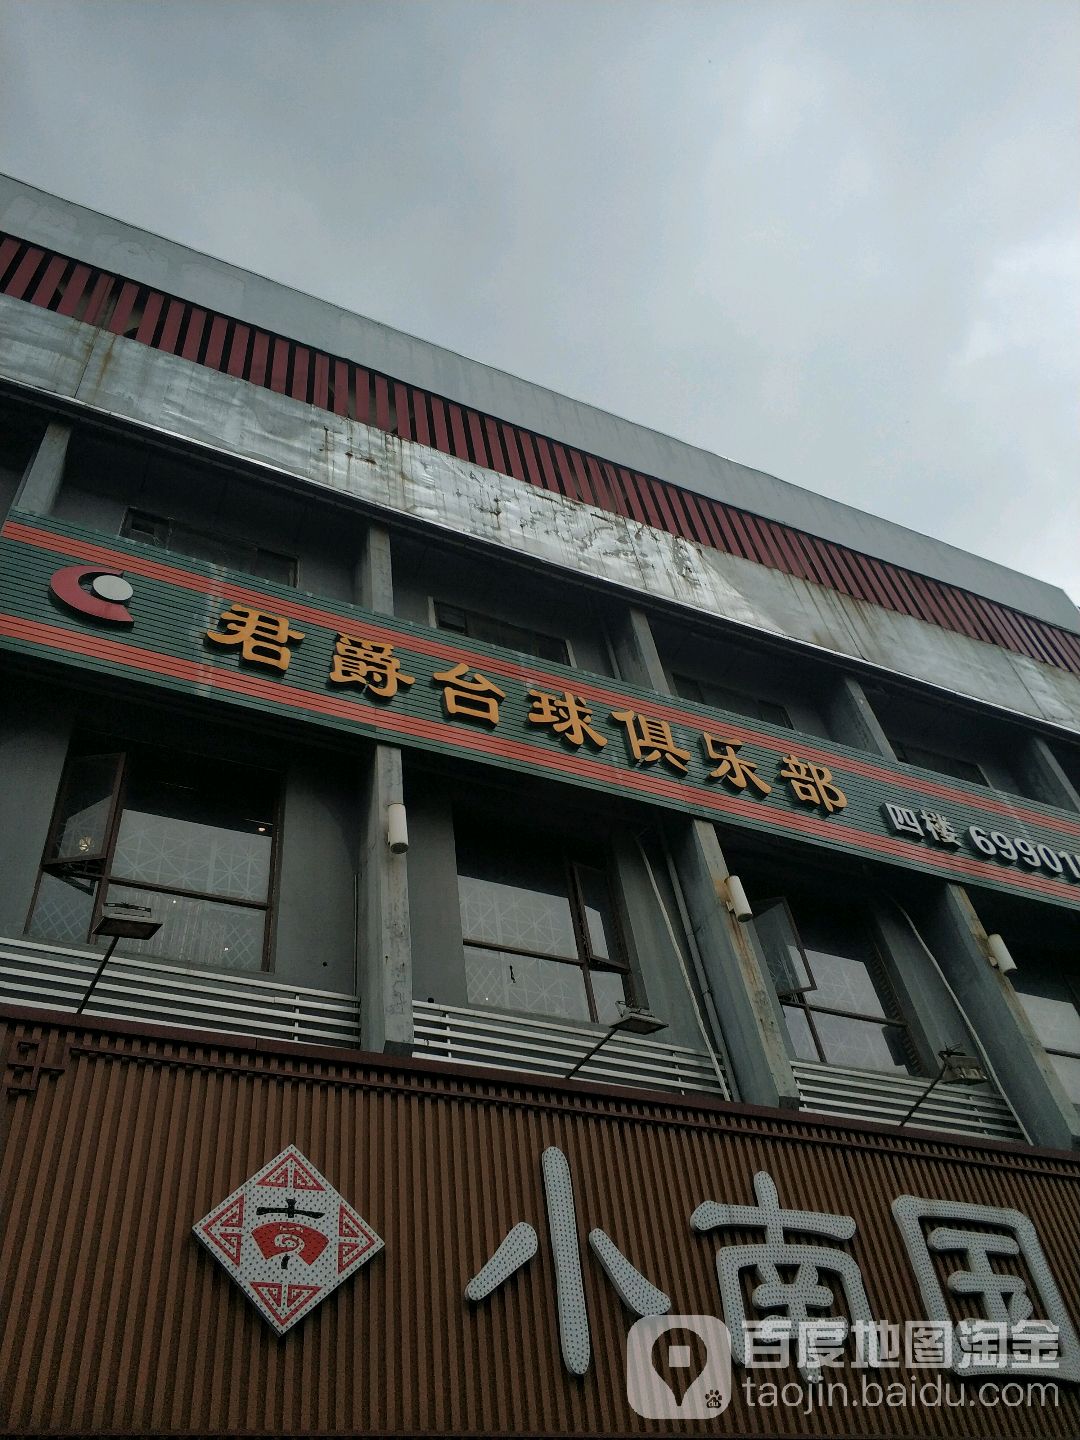 君爵台球俱乐部
四楼 69901
小南国
百度地图淘金
taojin.baidu.com